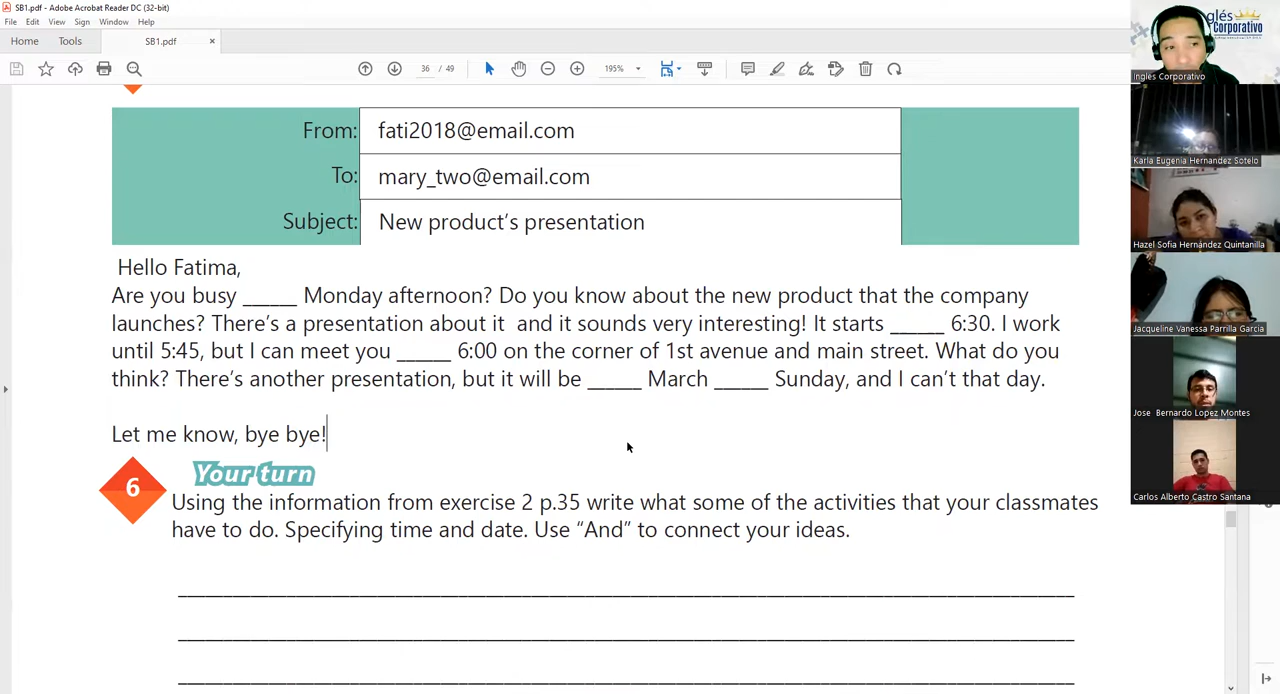 SB1.pdf - Adobe Acrobat Reader DC (32-bit)
File Edit View Sign Window Help
Home Tools SB1.pdf ×
36 / 49 195%
From: fati2018@email.com
To: mary_two@email.com
Subject: New product's presentation
Hello Fatima,
Are you busy ______ Monday afternoon? Do you know about the new product that the company
launches? There's a presentation about it and it sounds very interesting! It starts ______ 6:30. I work
until 5:45, but I can meet you ______ 6:00 on the corner of 1st avenue and main street. What do you
think? There's another presentation, but it will be ______ March ______ Sunday, and I can't that day.
Let me know, bye bye!
6 Your turn
Using the information from exercise 2 p.35 write what some of the activities that your classmates
have to do. Specifying time and date. Use “And” to connect your ideas.
Corporativo
Inglés Corporativo
Karla Eugenia Hernandez Sotelo
Hazel Sofia Hernández Quintanilla
Jacqueline Vanessa Parrilla Garcia
Jose Bernardo Lopez Montes
Carlos Alberto Castro Santana